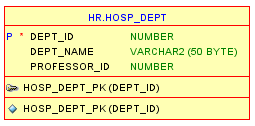 HR.HOSP_DEPT
P * DEPT_ID NUMBER
DEPT_NAME VARCHAR2 (50 BYTE)
PROFESSOR_ID NUMBER
HOSP_DEPT_PK (DEPT_ID)
HOSP_DEPT_PK (DEPT_ID)